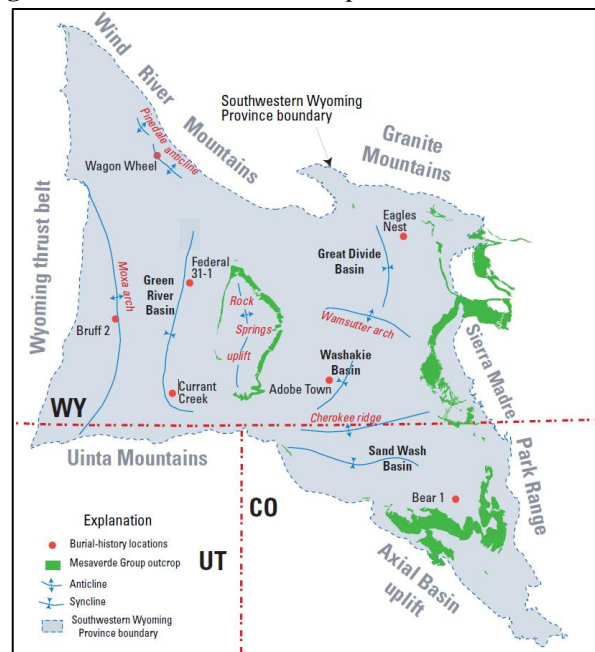 Wind River Mountains
Southwestern Wyoming
Province boundary
Granite
Mountains
Pinedale anticline
Wagon Wheel
Eagles
Nest
Wyoming thrust belt
Great Divide
Basin
Federal
31-1
Moxa arch
Green
River
Basin
Rock
Springs
uplift
Wamsutter arch
Bruff 2
Sierra Madre
Washakie
Basin
Currant
Creek
Adobe Town
WY
Cherokee ridge
Park Range
Uinta Mountains
Sand Wash
Basin
CO
Bear 1
UT
Axial Basin
uplift
Explanation
Burial-history locations
Mesaverde Group outcrop
Anticline
Syncline
Southwestern Wyoming
Province boundary